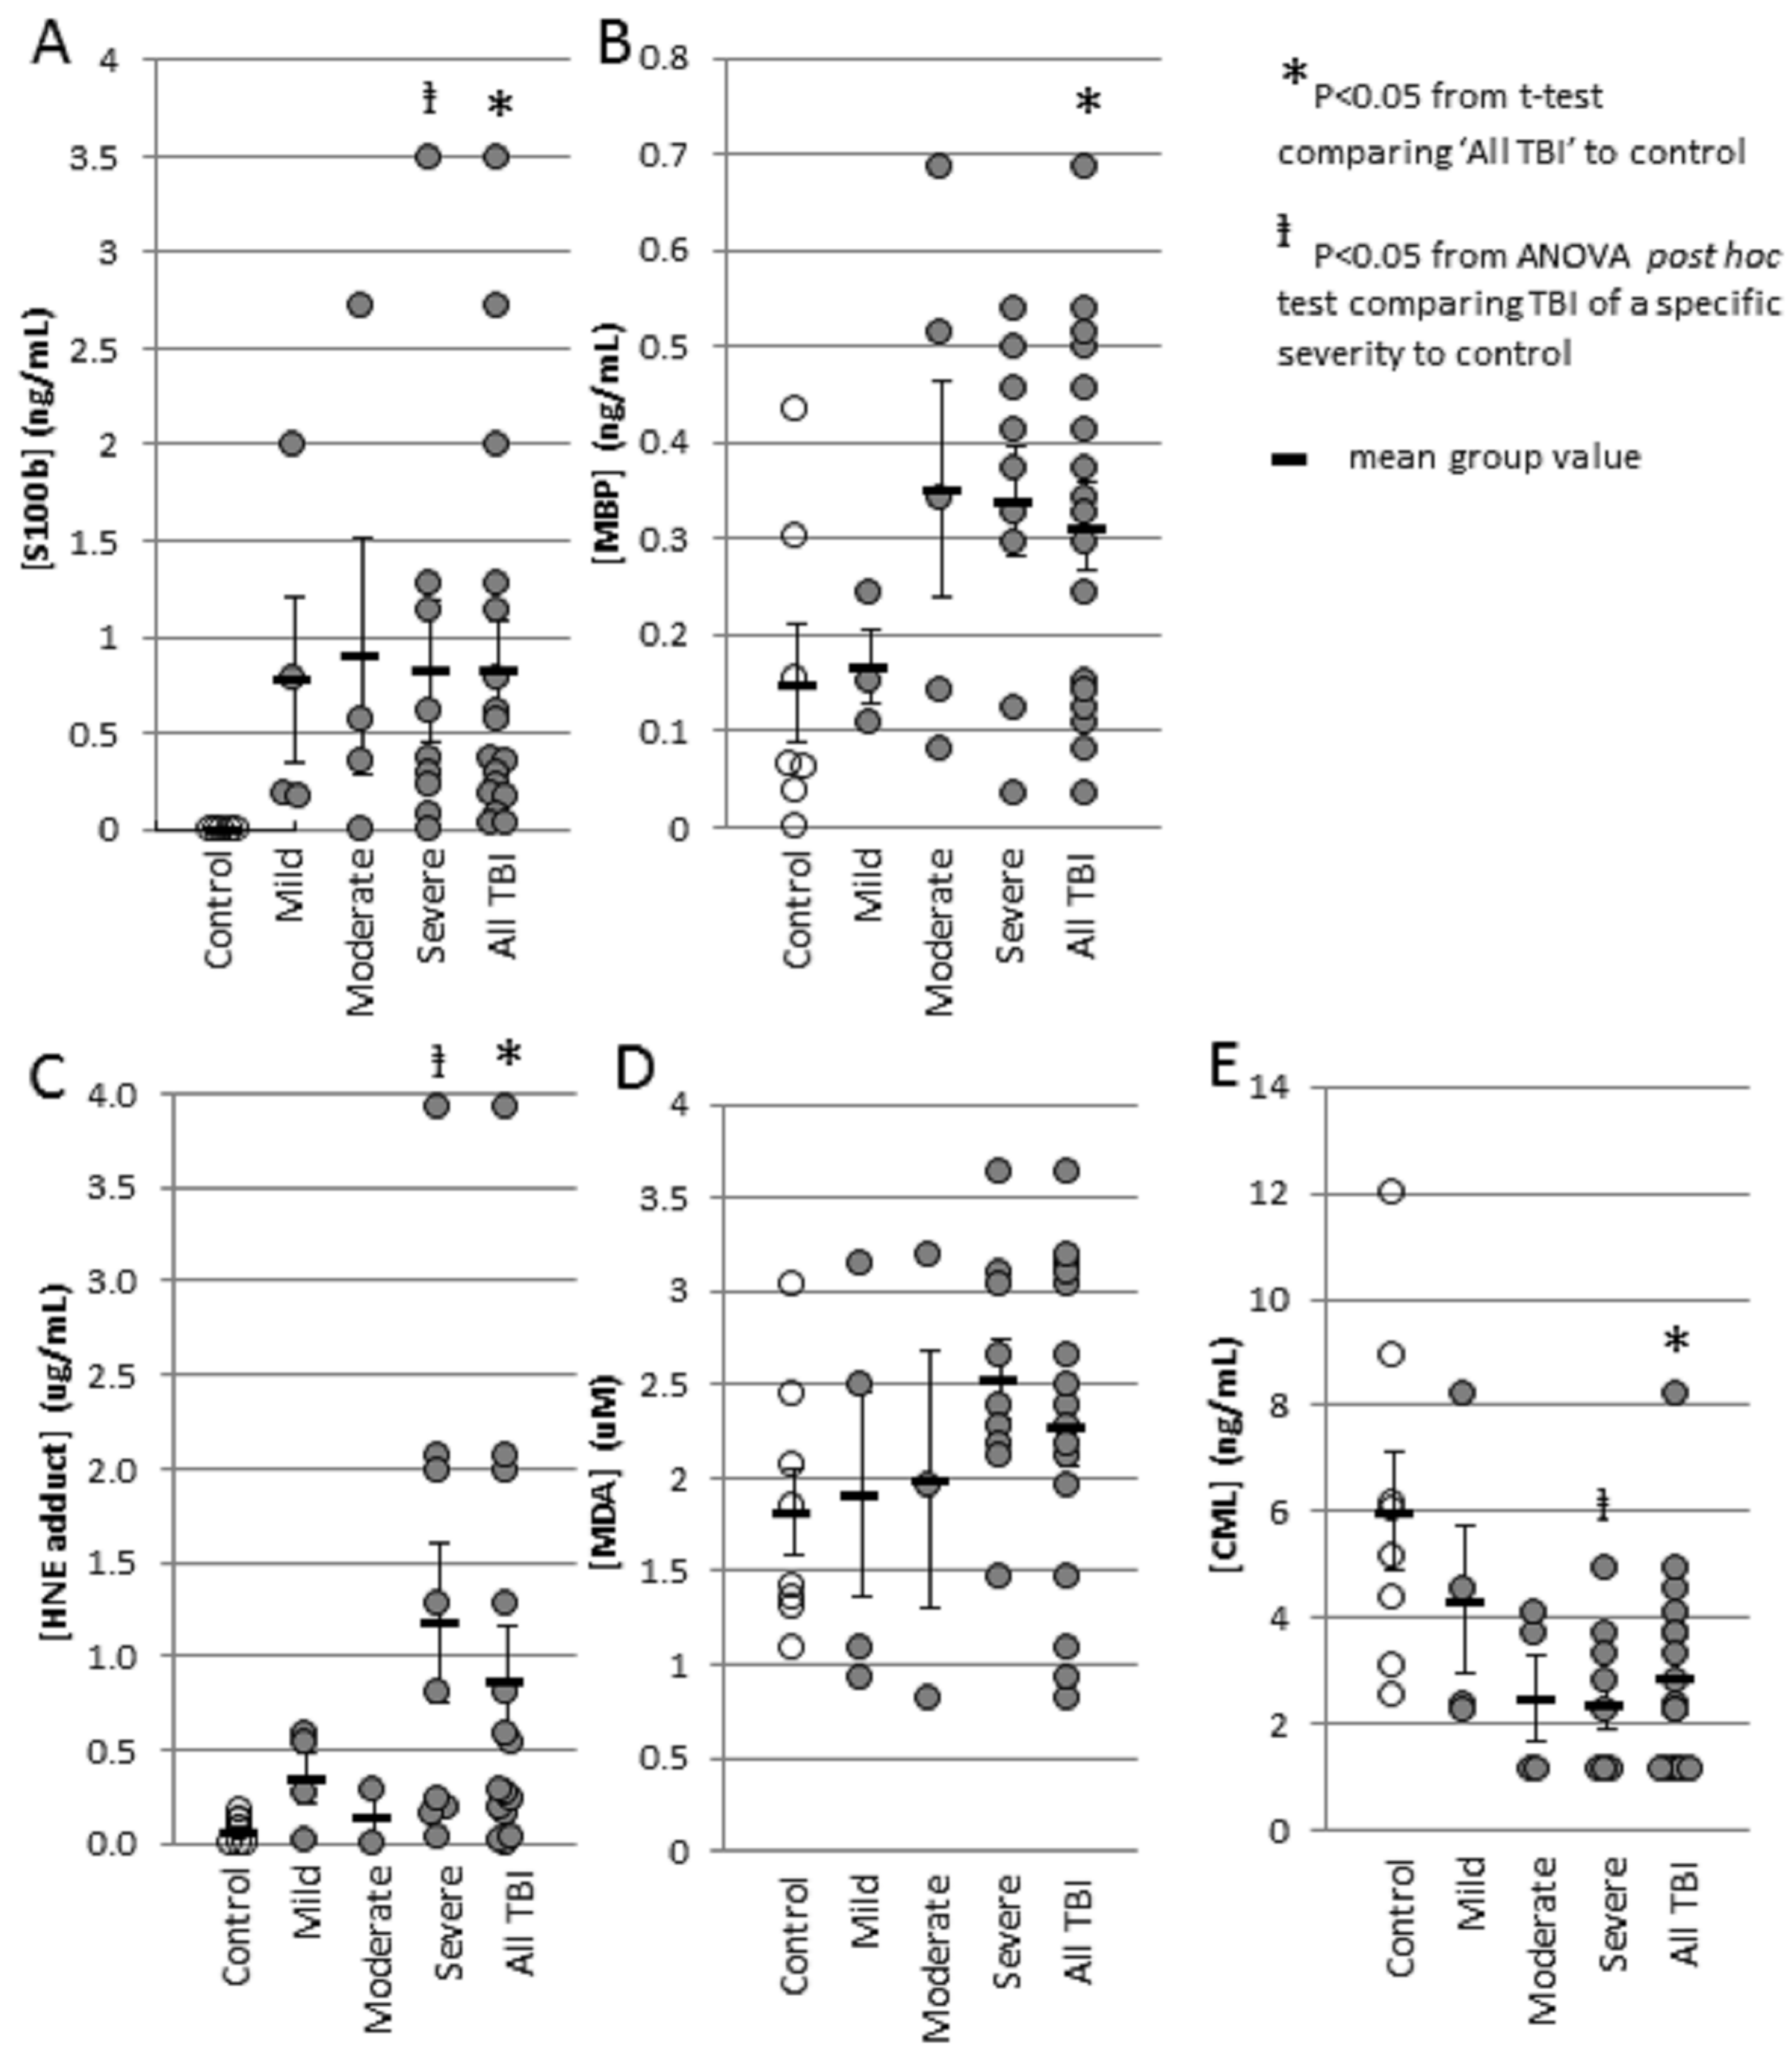 A
4
3.5
3
2.5
2
1.5
1
0.5
0
[S100b] (ng/mL)
ⱡ
*
Control
Mild
Moderate
Severe
All TBI
B
0.8
0.7
0.6
0.5
0.4
0.3
0.2
0.1
0
[MBP] (ng/mL)
*
Control
Mild
Moderate
Severe
All TBI
* P<0.05 from t-test
comparing ‘All TBI’ to control
ⱡ P<0.05 from ANOVA post hoc
test comparing TBI of a specific
severity to control
mean group value
C
4.0
3.5
3.0
2.5
2.0
1.5
1.0
0.5
0.0
[HNE adduct] (ug/mL)
ⱡ
*
Control
Mild
Moderate
Severe
All TBI
D
4
3.5
3
2.5
2
1.5
1
0.5
0
[MDA] (uM)
Control
Mild
Moderate
Severe
All TBI
E
14
12
10
8
6
4
2
0
[CML] (ng/mL)
ⱡ
*
Control
Mild
Moderate
Severe
All TBI